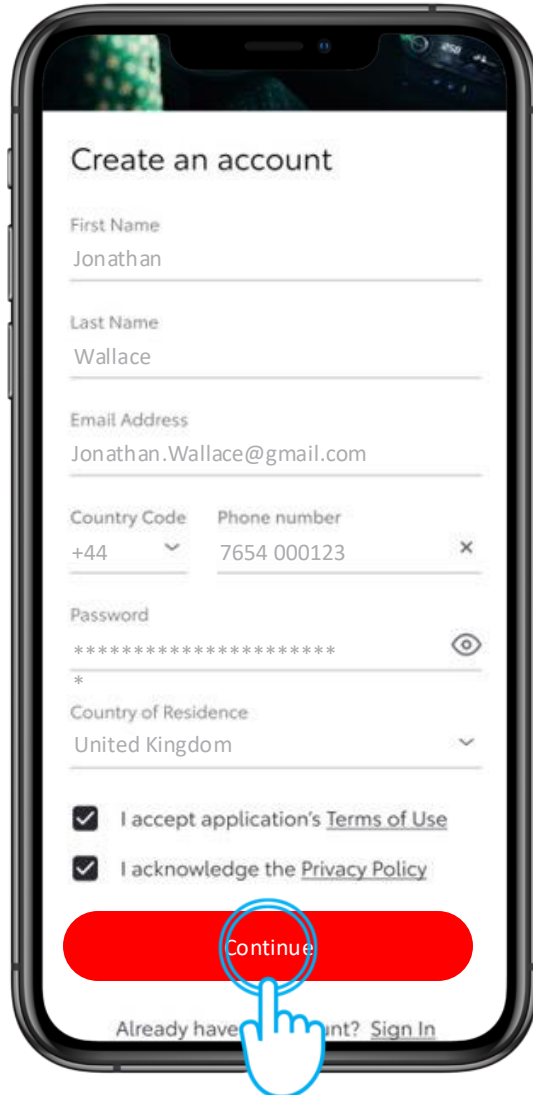 Create an account
First Name
Jonathan
Last Name
Wallace
Email Address
Jonathan.Wallace@gmail.com
Country Code Phone number
+44 7654 000123
Password
**********************
*
Country of Residence
United Kingdom
I accept application's Terms of Use
I acknowledge the Privacy Policy
Continue
Already have unt? Sign In